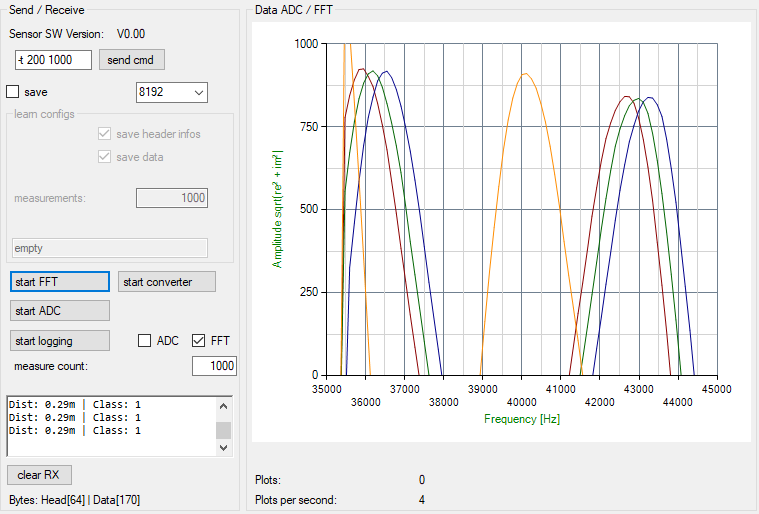 Send / Receive
Sensor SW Version: V0.00
-t 200 1000 send cmd
save 8192
learn configs
save header infos
save data
measurements: 1000
empty
start FFT start converter
start ADC
start logging ADC FFT
measure count: 1000
Dist: 0.29m | Class: 1
Dist: 0.29m | Class: 1
Dist: 0.29m | Class: 1
clear RX
Bytes: Head[64] | Data[170]
Data ADC / FFT
Amplitude sqrt(re² + im²)
1000
750
500
250
0
35000 37000 39000 41000 43000 45000
36000 38000 40000 42000 44000
Frequency [Hz]
Plots: 0
Plots per second: 4